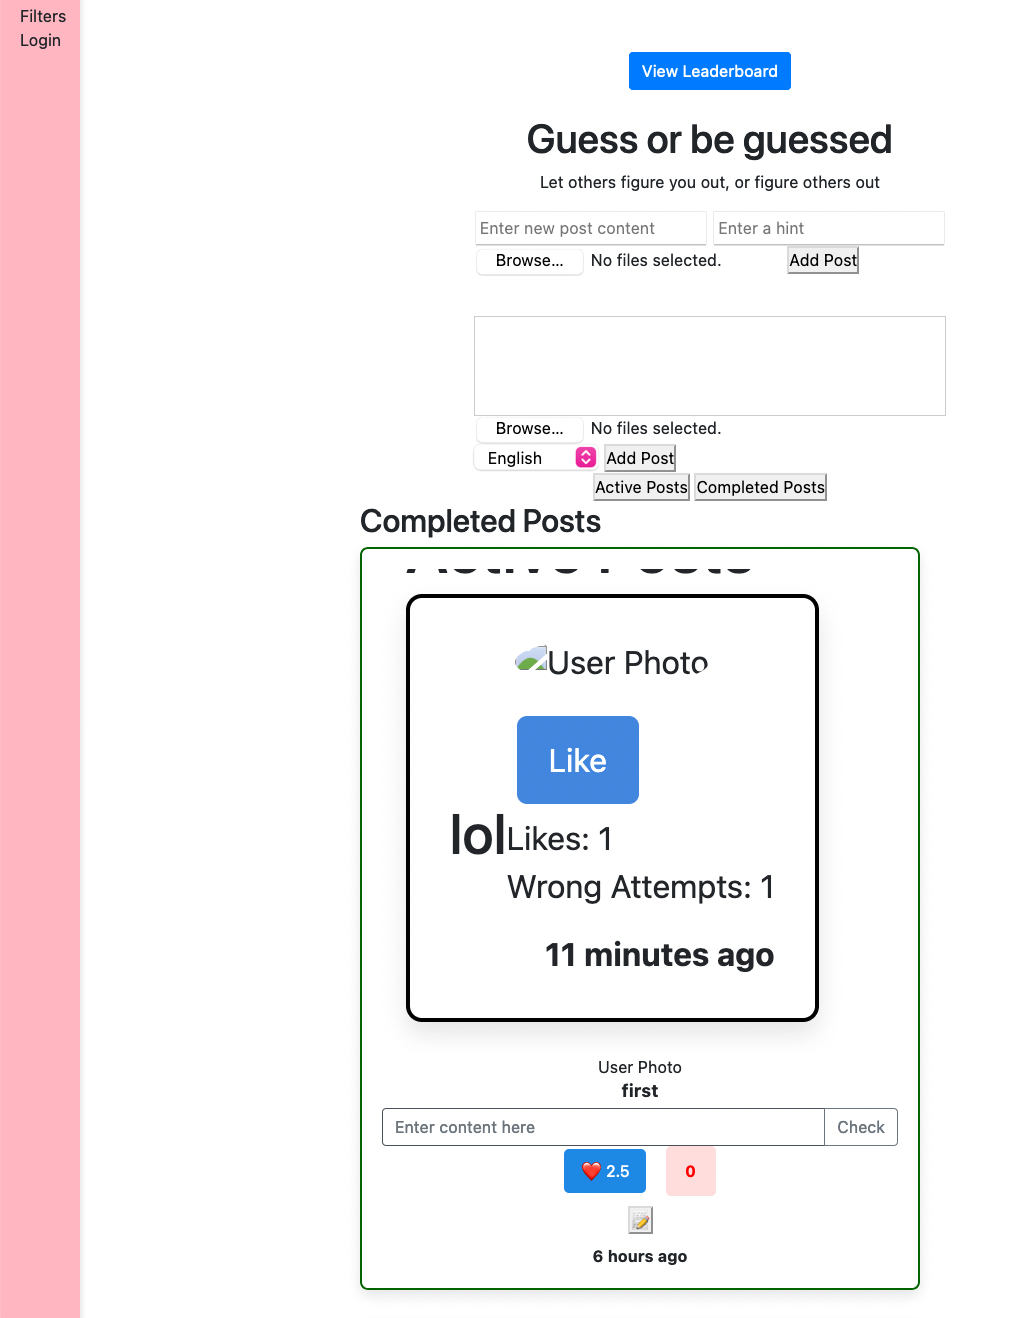 Filters
Login
View Leaderboard
Guess or be guessed
Let others figure you out, or figure others out
Enter new post content Enter a hint
Browse... No files selected. Add Post
Browse... No files selected.
English Add Post
Active Posts Completed Posts
Completed Posts
Active Posts
User Photo
Like
lol Likes: 1
Wrong Attempts: 1
11 minutes ago
User Photo
first
Enter content here Check
❤️ 2.5 0
📝
6 hours ago